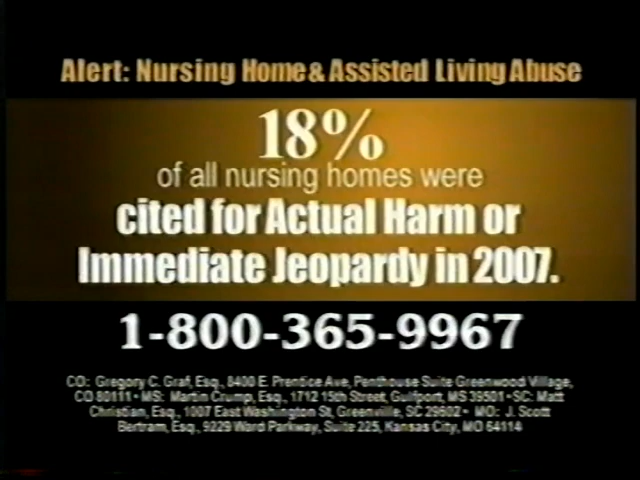 Alert: Nursing Home & Assisted Living Abuse
18%
of all nursing homes were
cited for Actual Harm or
Immediate Jeopardy in 2007.
1-800-365-9967
CO: Gregory C. Graf, Esq., 8400 E. Prentice Ave, Penthouse Suite Greenwood Village,
CO 80111 • MS: Martin Crump, Esq., 1712 15th Street, Gulfport, MS 39501 • SC: Matt
Christian, Esq., 1007 East Washington St, Greenville, SC 29602 • MO: J. Scott
Bertram, Esq., 9229 Ward Parkway, Suite 225, Kansas City, MO 64114